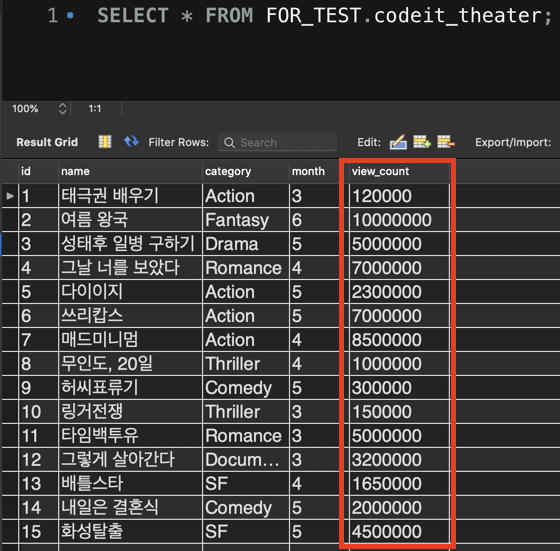 1 SELECT * FROM FOR_TEST.codeit_theater;
100% 1:1
Result Grid Filter Rows: Search Edit: Export/Import:
id name category month view_count
1 태극권 배우기 Action 3 120000
2 여름 왕국 Fantasy 6 10000000
3 성태후 일병 구하기 Drama 5 5000000
4 그날 너를 보았다 Romance 4 7000000
5 다이이지 Action 5 2300000
6 쓰리캅스 Action 5 7000000
7 매드미니멈 Action 4 8500000
8 무인도, 20일 Thriller 4 1000000
9 허씨표류기 Comedy 5 300000
10 링거전쟁 Thriller 3 150000
11 타임백투유 Romance 3 5000000
12 그렇게 살아간다 Docum... 3 3200000
13 배틀스타 SF 4 1650000
14 내일은 결혼식 Comedy 5 2000000
15 화성탈출 SF 5 4500000